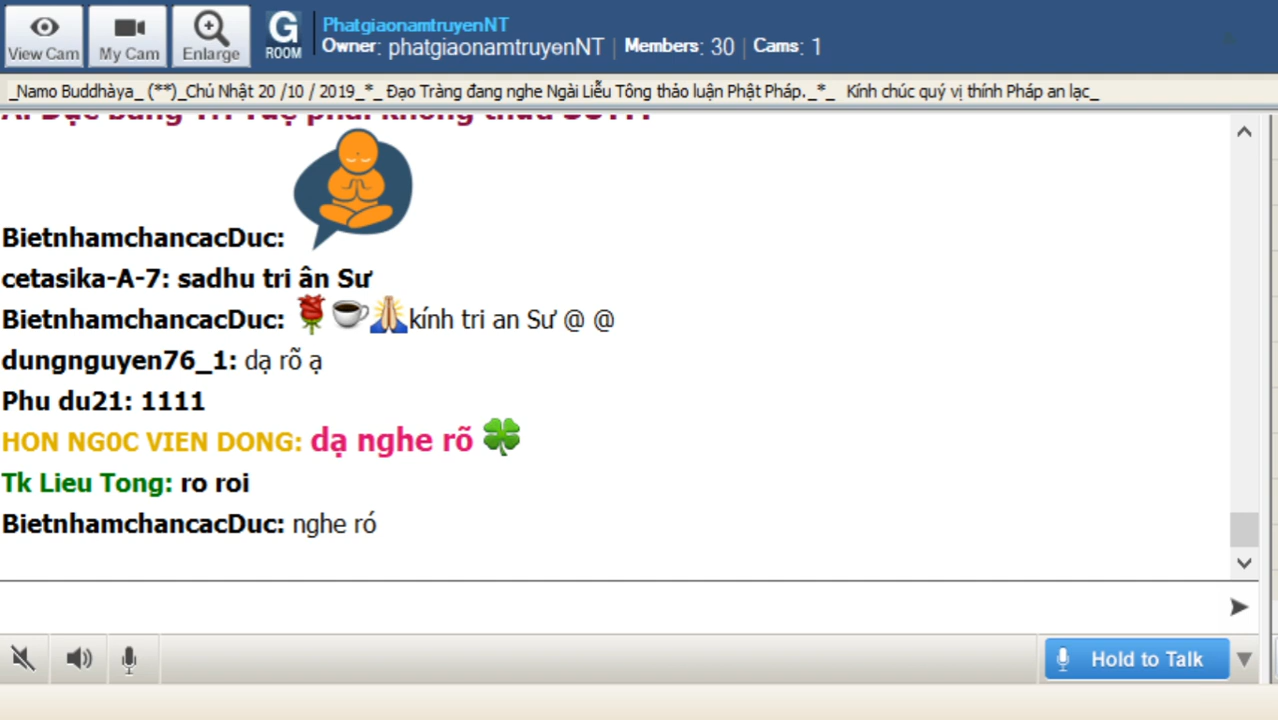 View Cam
My Cam
Enlarge
G
ROOM
PhatgiaonamtruyenNT
Owner: phatgiaonamtruyenNT | Members: 30 | Cams: 1
_Namo Buddhàya_ (**)_Chủ Nhật 20 /10 / 2019_*_ Đạo Tràng đang nghe Ngài Liễu Tông thảo luận Phật Pháp._*_ Kính chúc quý vị thính Pháp an lạc_
BietnhamchancacDuc:
cetasika-A-7: sadhu tri ân Sư
BietnhamchancacDuc: 🌹☕🙏kính tri an Sư @ @
dungnguyen76_1: dạ rõ ạ
Phu du21: 1111
HON NG0C VIEN DONG: dạ nghe rõ 🍀
Tk Lieu Tong: ro roi
BietnhamchancacDuc: nghe ró
Hold to Talk